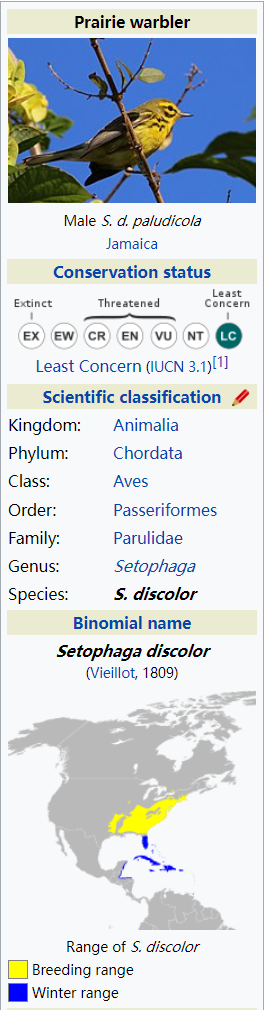 Prairie warbler
Male S. d. paludicola
Jamaica
Conservation status
Extinct Threatened Least Concern
EX EW CR EN VU NT LC
Least Concern (IUCN 3.1)[1]
Scientific classification
Kingdom: Animalia
Phylum: Chordata
Class: Aves
Order: Passeriformes
Family: Parulidae
Genus: Setophaga
Species: S. discolor
Binomial name
Setophaga discolor
(Vieillot, 1809)
Range of S. discolor
Breeding range
Winter range